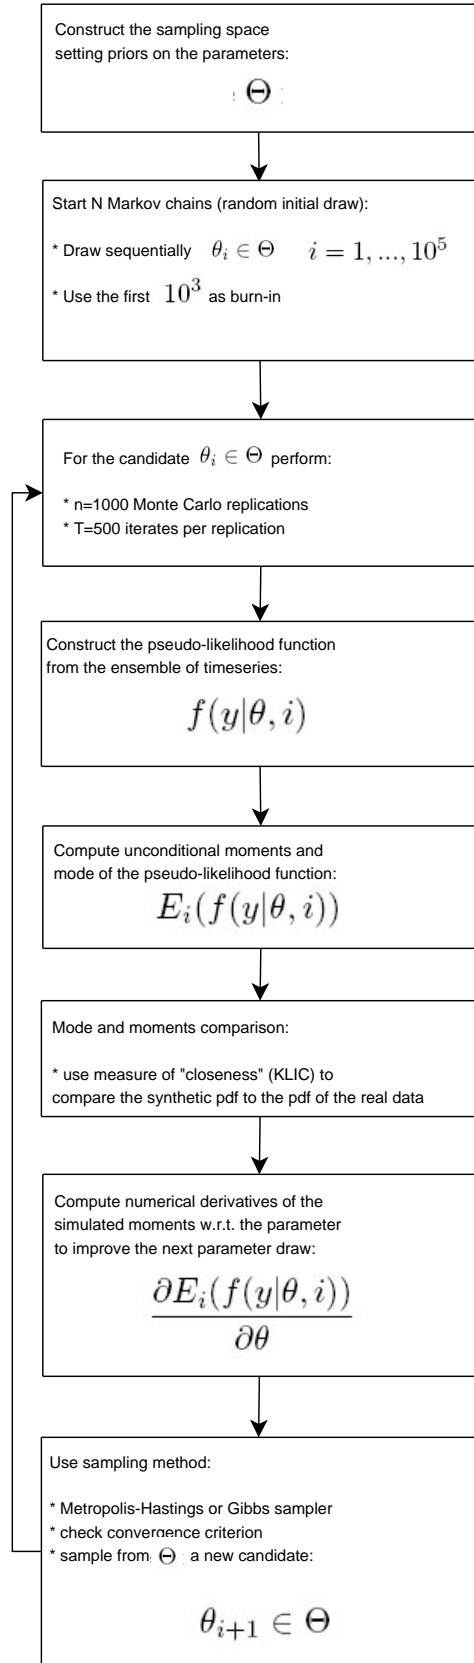 Construct the sampling space
setting priors on the parameters:
Θ
Start N Markov chains (random initial draw):
* Draw sequentially θ_i ∈ Θ i = 1, ..., 10^5
* Use the first 10^3 as burn-in
For the candidate θ_i ∈ Θ perform:
* n=1000 Monte Carlo replications
* T=500 iterates per replication
Construct the pseudo-likelihood function
from the ensemble of timeseries:
f(y|θ, i)
Compute unconditional moments and
mode of the pseudo-likelihood function:
E_i(f(y|θ, i))
Mode and moments comparison:
* use measure of "closeness" (KLIC) to
compare the synthetic pdf to the pdf of the real data
Compute numerical derivatives of the
simulated moments w.r.t. the parameter
to improve the next parameter draw:
∂E_i(f(y|θ, i))
∂θ
Use sampling method:
* Metropolis-Hastings or Gibbs sampler
* check convergence criterion
* sample from Θ a new candidate:
θ_{i+1} ∈ Θ